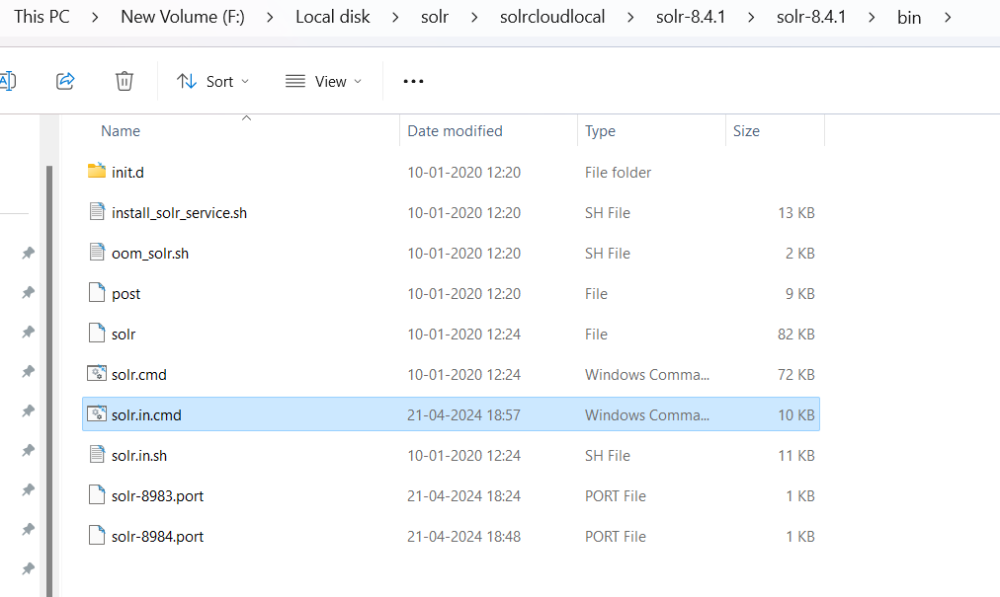 This PC > New Volume (F:) > Local disk > solr > solrcloudlocal > solr-8.4.1 > solr-8.4.1 > bin >
A Sort View ...
Name Date modified Type Size
init.d 10-01-2020 12:20 File folder
install_solr_service.sh 10-01-2020 12:20 SH File 13 KB
oom_solr.sh 10-01-2020 12:20 SH File 2 KB
post 10-01-2020 12:20 File 9 KB
solr 10-01-2020 12:24 File 82 KB
solr.cmd 10-01-2020 12:24 Windows Comma... 72 KB
solr.in.cmd 21-04-2024 18:57 Windows Comma... 10 KB
solr.in.sh 10-01-2020 12:24 SH File 11 KB
solr-8983.port 21-04-2024 18:24 PORT File 1 KB
solr-8984.port 21-04-2024 18:48 PORT File 1 KB